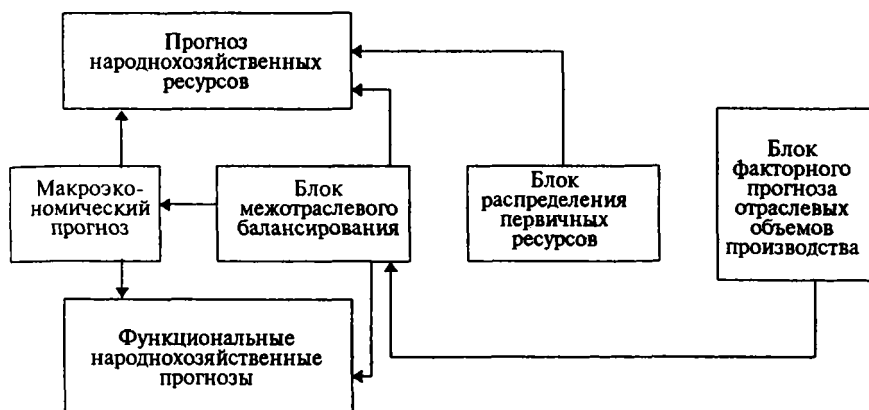 Прогноз
народнохозяйственных
ресурсов
Макроэко-
номический
прогноз
Блок
межотраслевого
балансирования
Блок
распределения
первичных
ресурсов
Блок
факторного
прогноза
отраслевых
объемов
производства
Функциональные
народнохозяйственные
прогнозы